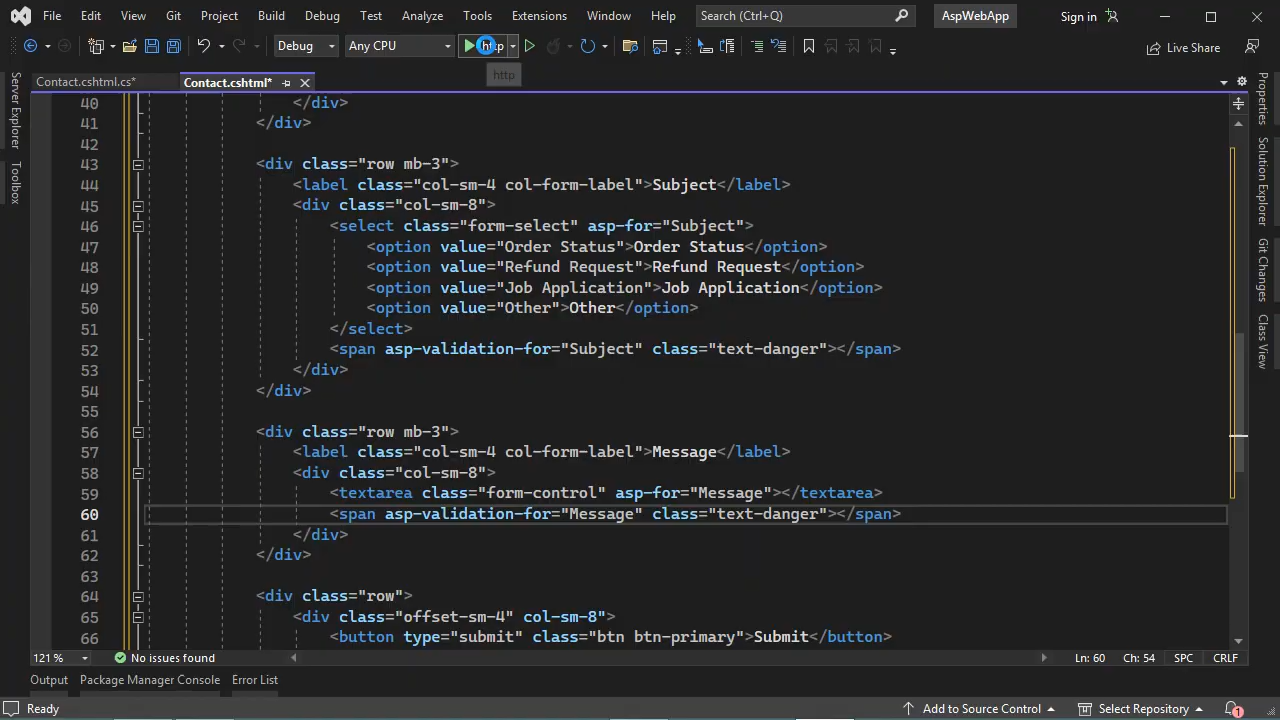 File Edit View Git Project Build Debug Test Analyze Tools Extensions Window Help Search (Ctrl+Q) AspWebApp Sign in
Debug Any CPU http Live Share
http
Contact.cshtml.cs* Contact.cshtml*
Server Explorer
Toolbox
Properties
Solution Explorer
Git Changes
Class View
40 </div>
41 </div>
42
43 <div class="row mb-3">
44 <label class="col-sm-4 col-form-label">Subject</label>
45 <div class="col-sm-8">
46 <select class="form-select" asp-for="Subject">
47 <option value="Order Status">Order Status</option>
48 <option value="Refund Request">Refund Request</option>
49 <option value="Job Application">Job Application</option>
50 <option value="Other">Other</option>
51 </select>
52 <span asp-validation-for="Subject" class="text-danger"></span>
53 </div>
54 </div>
55
56 <div class="row mb-3">
57 <label class="col-sm-4 col-form-label">Message</label>
58 <div class="col-sm-8">
59 <textarea class="form-control" asp-for="Message"></textarea>
60 <span asp-validation-for="Message" class="text-danger"></span>
61 </div>
62 </div>
63
64 <div class="row">
65 <div class="offset-sm-4" col-sm-8">
66 <button type="submit" class="btn btn-primary">Submit</button>
121 % No issues found Ln: 60 Ch: 54 SPC CRLF
Output Package Manager Console Error List
Ready Add to Source Control Select Repository 1